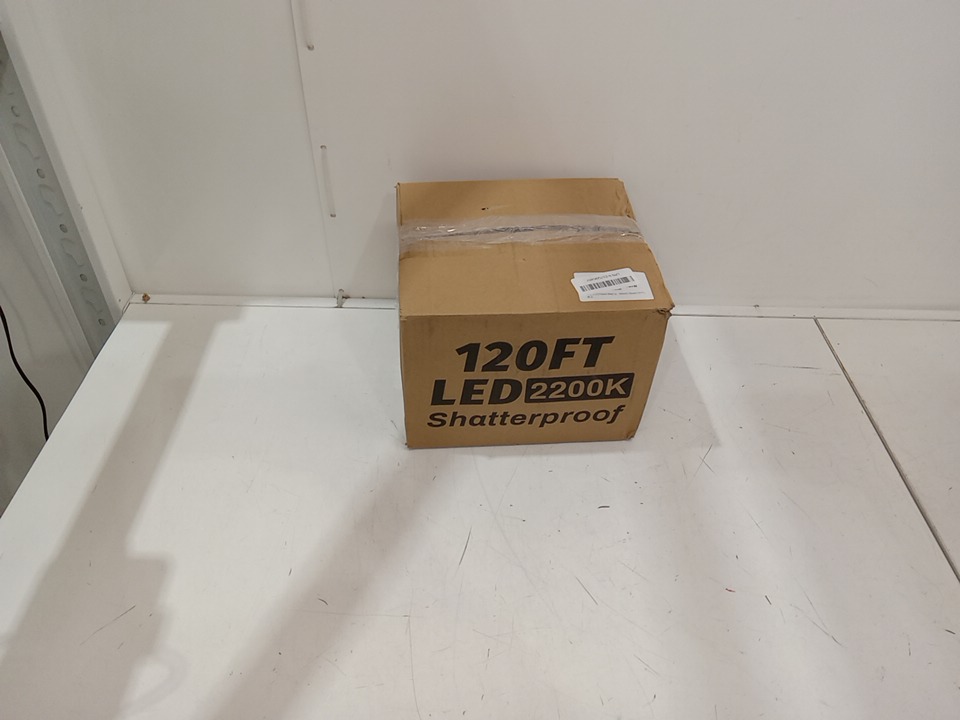 120FT
LED 2200K
Shatterproof